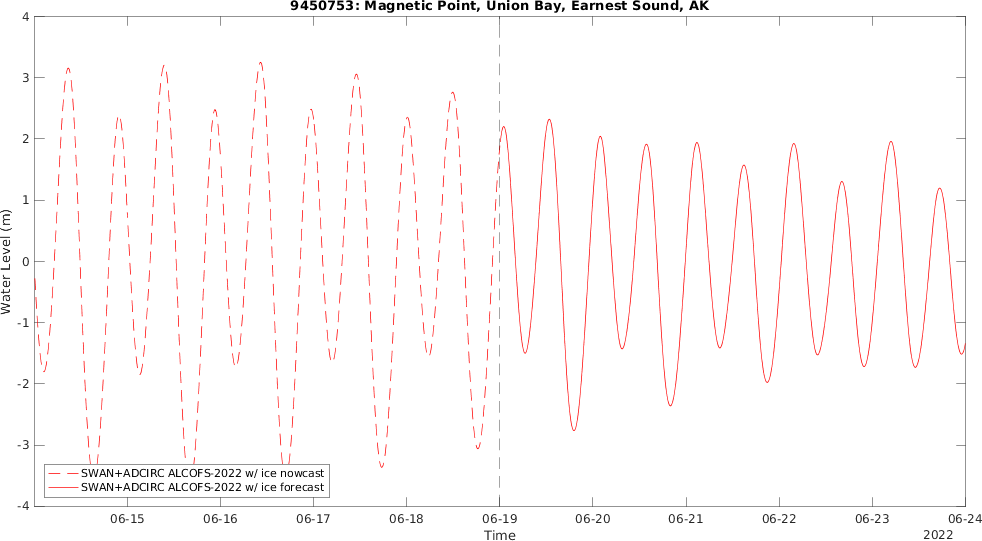 9450753: Magnetic Point, Union Bay, Earnest Sound, AK
4
3
2
1
0
-1
-2
-3
-4
Water Level (m)
SWAN+ADCIRC ALCOFS-2022 w/ ice nowcast
SWAN+ADCIRC ALCOFS-2022 w/ ice forecast
06-15 06-16 06-17 06-18 06-19 06-20 06-21 06-22 06-23 06-24
Time
2022